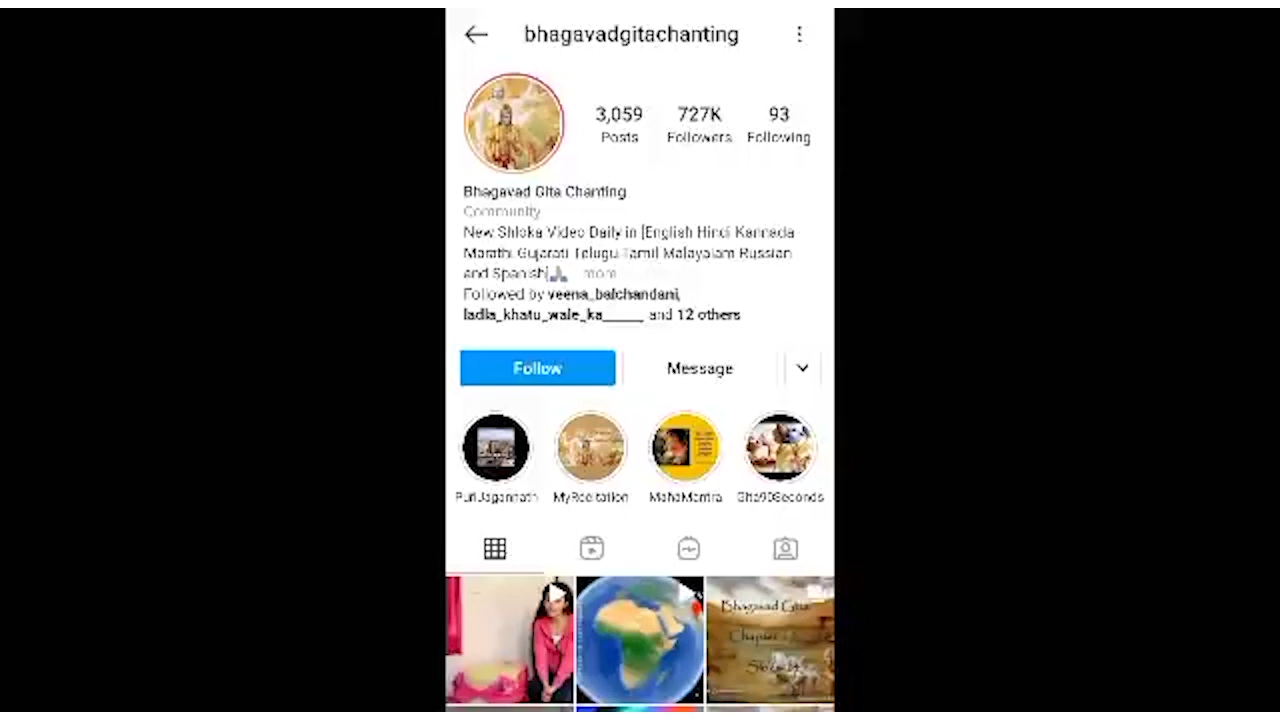 bhagavadgitachanting
3,059 727K 93
Posts Followers Following
Bhagavad Gita Chanting
Community
New Shloka Video Daily in [English Hindi Kannada
Marathi Gujarati Telugu Tamil Malayalam Russian
and Spanish]🙏 more
Followed by veena_balchandani,
ladla_khatu_wale_ka_____ and 12 others
Follow Message
PuriJagannath MyRecitation MahaMantra Gita90Seconds
Bhagavad Gita
Chapter